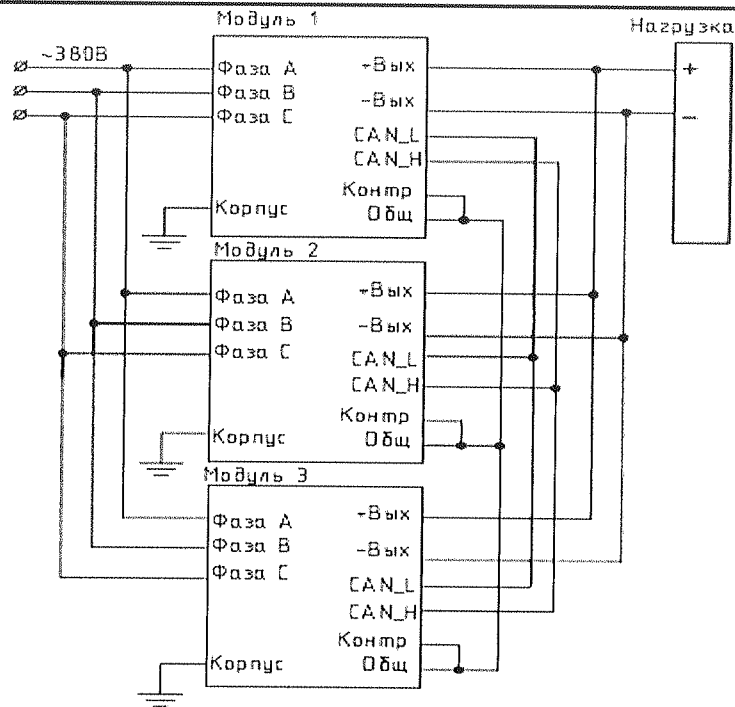 Модуль 1
Нагрузка
~380В
Фаза А
Фаза В
Фаза С
Корпус
+Вых
-Вых
CAN_L
CAN_H
Контр
Общ
+
-
Модуль 2
Фаза А
Фаза В
Фаза С
Корпус
+Вых
-Вых
CAN_L
CAN_H
Контр
Общ
Модуль 3
Фаза А
Фаза В
Фаза С
Корпус
+Вых
-Вых
CAN_L
CAN_H
Контр
Общ